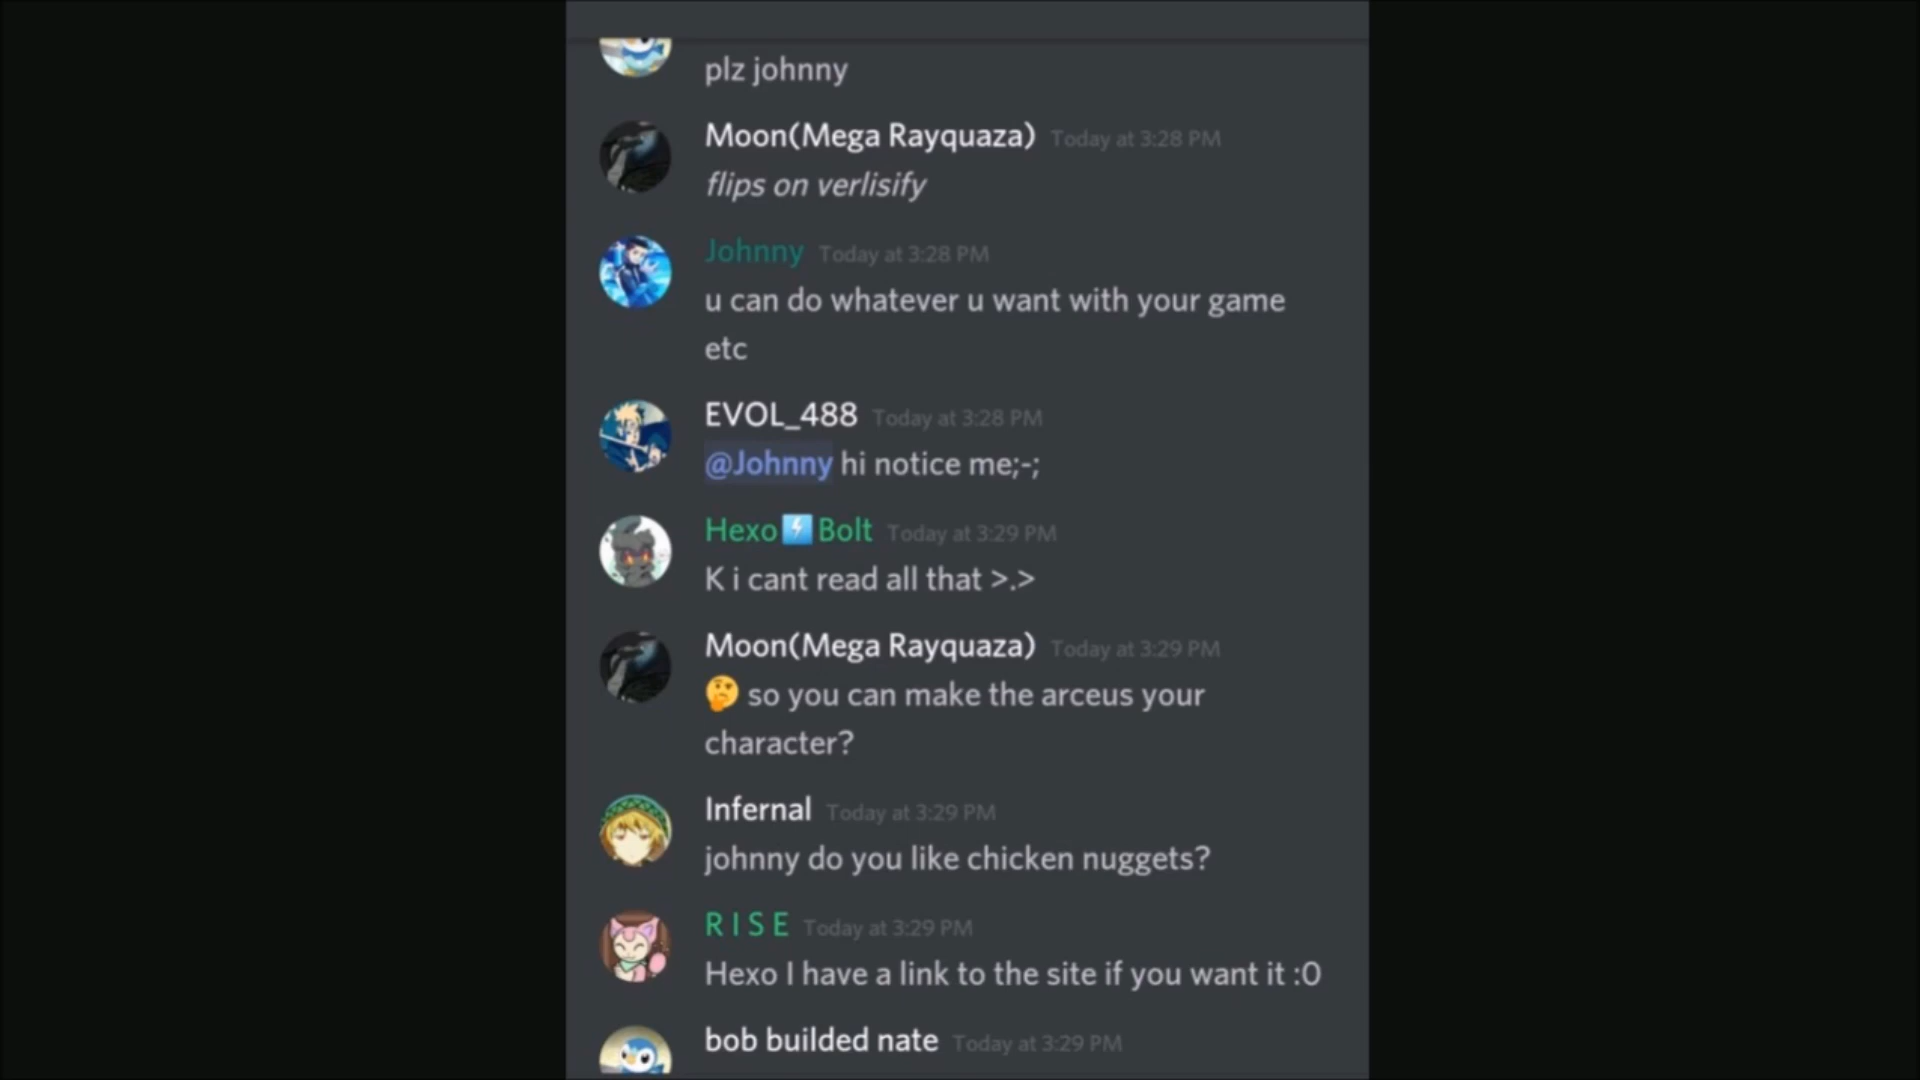 plz johnny
Moon(Mega Rayquaza) Today at 3:28 PM
flips on verlisify
Johnny Today at 3:28 PM
u can do whatever u want with your game
etc
EVOL_488 Today at 3:28 PM
@Johnny hi notice me;-;
Hexo⚡Bolt Today at 3:29 PM
K i cant read all that >.>
Moon(Mega Rayquaza) Today at 3:29 PM
🤔 so you can make the arceus your
character?
Infernal Today at 3:29 PM
johnny do you like chicken nuggets?
R I S E Today at 3:29 PM
Hexo I have a link to the site if you want it :0
bob builded nate Today at 3:29 PM